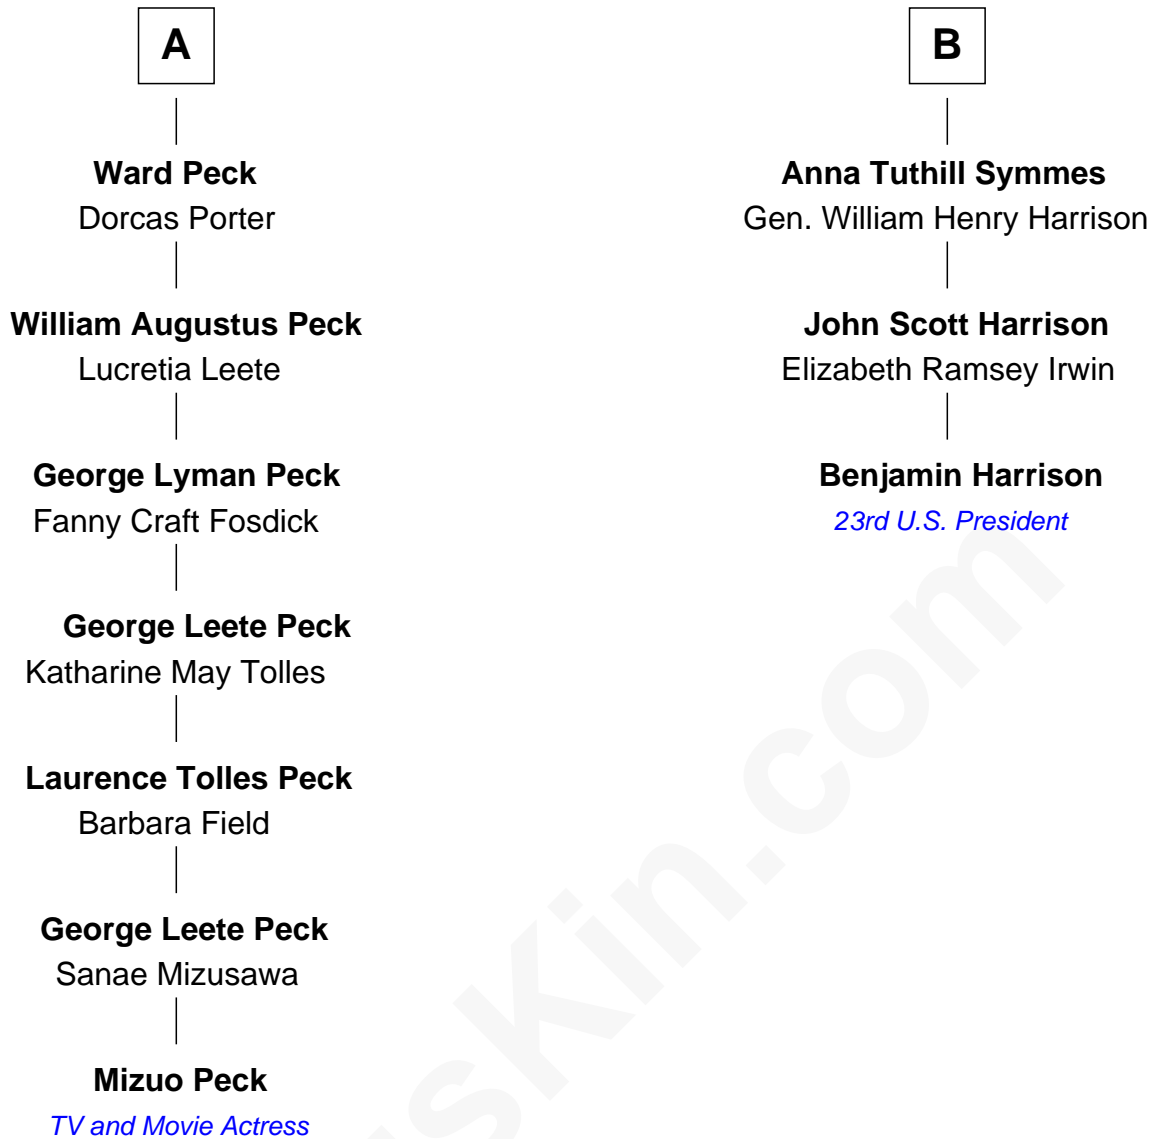 A
Ward Peck
Dorcas Porter
William Augustus Peck
Lucretia Leete
George Lyman Peck
Fanny Craft Fosdick
George Leete Peck
Katharine May Tolles
Laurence Tolles Peck
Barbara Field
George Leete Peck
Sanae Mizusawa
Mizuo Peck
TV and Movie Actress
B
Anna Tuthill Symmes
Gen. William Henry Harrison
John Scott Harrison
Elizabeth Ramsey Irwin
Benjamin Harrison
23rd U.S. President
usKin.com